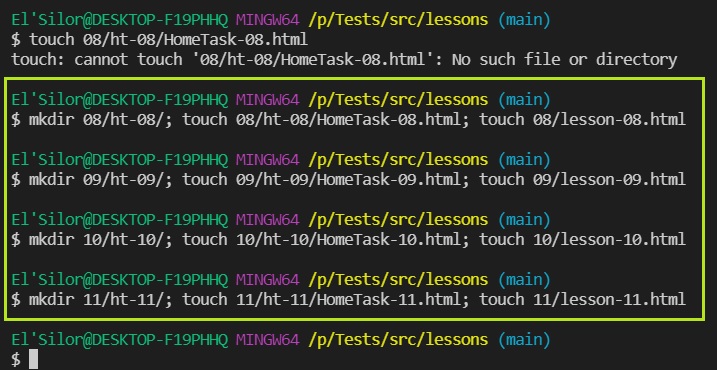 El'Silor@DESKTOP-F19PHHQ MINGW64 /p/Tests/src/lessons (main)
$ touch 08/ht-08/HomeTask-08.html
touch: cannot touch '08/ht-08/HomeTask-08.html': No such file or directory
El'Silor@DESKTOP-F19PHHQ MINGW64 /p/Tests/src/lessons (main)
$ mkdir 08/ht-08/; touch 08/ht-08/HomeTask-08.html; touch 08/lesson-08.html
El'Silor@DESKTOP-F19PHHQ MINGW64 /p/Tests/src/lessons (main)
$ mkdir 09/ht-09/; touch 09/ht-09/HomeTask-09.html; touch 09/lesson-09.html
El'Silor@DESKTOP-F19PHHQ MINGW64 /p/Tests/src/lessons (main)
$ mkdir 10/ht-10/; touch 10/ht-10/HomeTask-10.html; touch 10/lesson-10.html
El'Silor@DESKTOP-F19PHHQ MINGW64 /p/Tests/src/lessons (main)
$ mkdir 11/ht-11/; touch 11/ht-11/HomeTask-11.html; touch 11/lesson-11.html
El'Silor@DESKTOP-F19PHHQ MINGW64 /p/Tests/src/lessons (main)
$